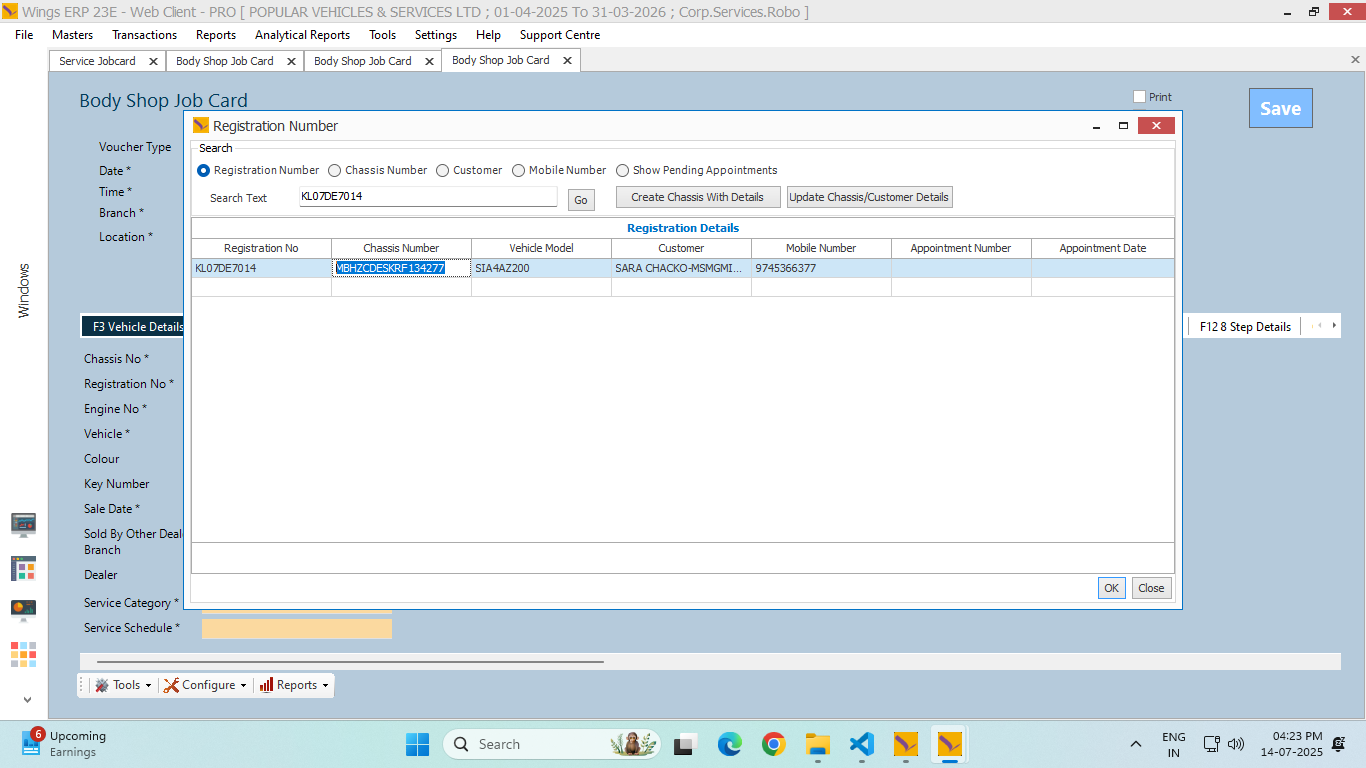 Wings ERP 23E - Web Client - PRO [ POPULAR VEHICLES & SERVICES LTD ; 01-04-2025 To 31-03-2026 ; Corp.Services.Robo ]
File Masters Transactions Reports Analytical Reports Tools Settings Help Support Centre
Service Jobcard Body Shop Job Card Body Shop Job Card Body Shop Job Card
Body Shop Job Card
Print
Save
Voucher Type
Date *
Time *
Branch *
Location *
Windows
F3 Vehicle Details
F12 8 Step Details
Chassis No *
Registration No *
Engine No *
Vehicle *
Colour
Key Number
Sale Date *
Sold By Other Deal
Branch
Dealer
Service Category *
Service Schedule *
Registration Number
Search
Registration Number Chassis Number Customer Mobile Number Show Pending Appointments
Search Text KL07DE7014 Go Create Chassis With Details Update Chassis/Customer Details
Registration Details
Registration No Chassis Number Vehicle Model Customer Mobile Number Appointment Number Appointment Date
KL07DE7014 MBHZCDESKRF134277 SIA4AZ200 SARA CHACKO-MSMGMI... 9745366377
OK Close
Tools Configure Reports
6
Upcoming
Earnings
Search
ENG
IN
04:23 PM
14-07-2025